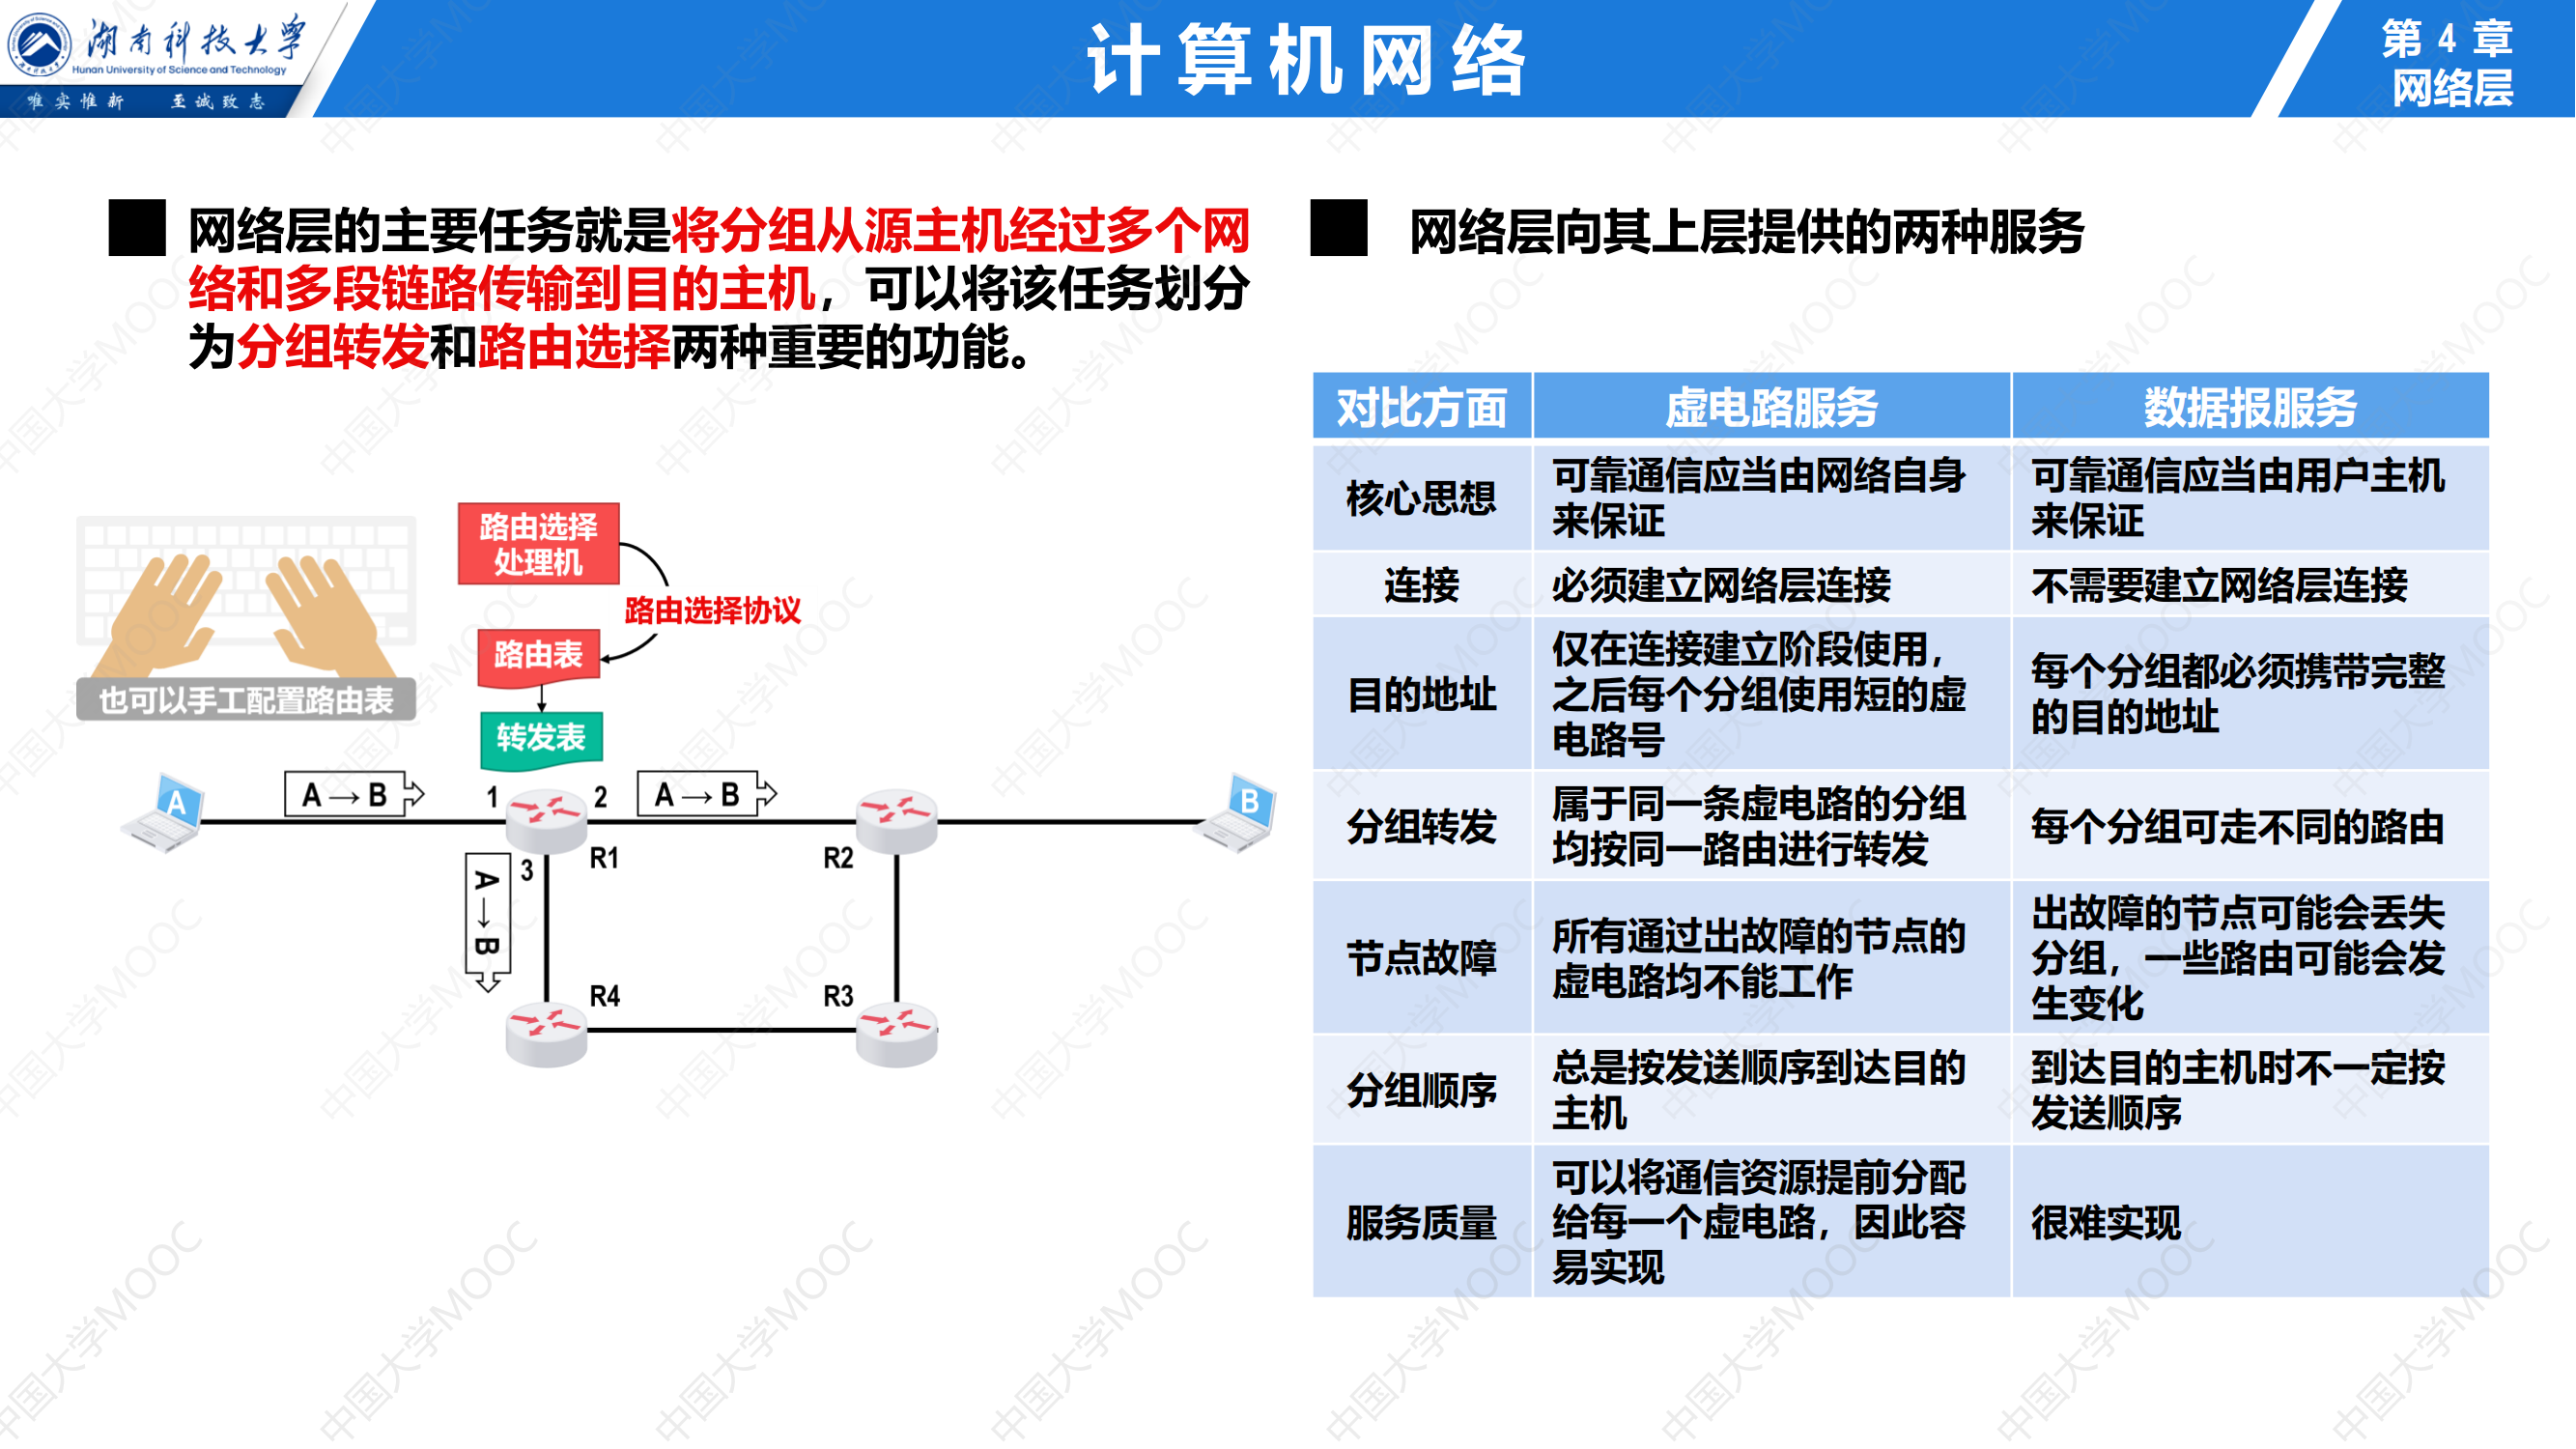 湖南科技大学
Hunan University of Science and Technology
唯实惟新 至诚致志
计算机网络
第 4 章
网络层
网络层的主要任务就是将分组从源主机经过多个网
络和多段链路传输到目的主机，可以将该任务划分
为分组转发和路由选择两种重要的功能。
路由选择
处理机
路由选择协议
路由表
转发表
也可以手工配置路由表
A
A → B
1
2
A → B
B
R1
R2
3
A → B
R4
R3
网络层向其上层提供的两种服务
对比方面 虚电路服务 数据报服务
核心思想
可靠通信应当由网络自身
来保证
可靠通信应当由用户主机
来保证
连接
必须建立网络层连接
不需要建立网络层连接
目的地址
仅在连接建立阶段使用，
之后每个分组使用短的虚
电路号
每个分组都必须携带完整
的目的地址
分组转发
属于同一条虚电路的分组
均按同一路由进行转发
每个分组可走不同的路由
节点故障
所有通过出故障的节点的
虚电路均不能工作
出故障的节点可能会丢失
分组，一些路由可能会发
生变化
分组顺序
总是按发送顺序到达目的
主机
到达目的主机时不一定按
发送顺序
服务质量
可以将通信资源提前分配
给每一个虚电路，因此容
易实现
很难实现
中国大学MOOC